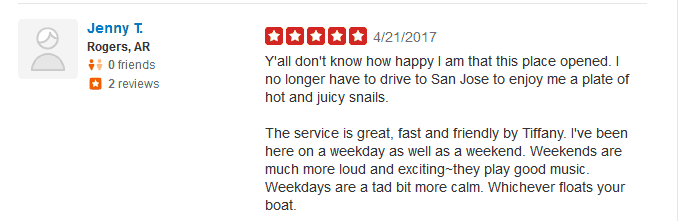 Jenny T.
Rogers, AR
0 friends
2 reviews
4/21/2017
Y'all don't know how happy I am that this place opened. I
no longer have to drive to San Jose to enjoy me a plate of
hot and juicy snails.
The service is great, fast and friendly by Tiffany. I've been
here on a weekday as well as a weekend. Weekends are
much more loud and exciting~they play good music.
Weekdays are a tad bit more calm. Whichever floats your
boat.